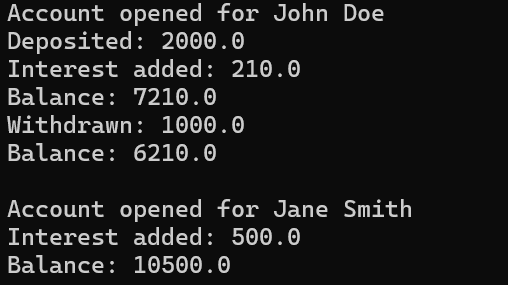 Account opened for John Doe
Deposited: 2000.0
Interest added: 210.0
Balance: 7210.0
Withdrawn: 1000.0
Balance: 6210.0

Account opened for Jane Smith
Interest added: 500.0
Balance: 10500.0